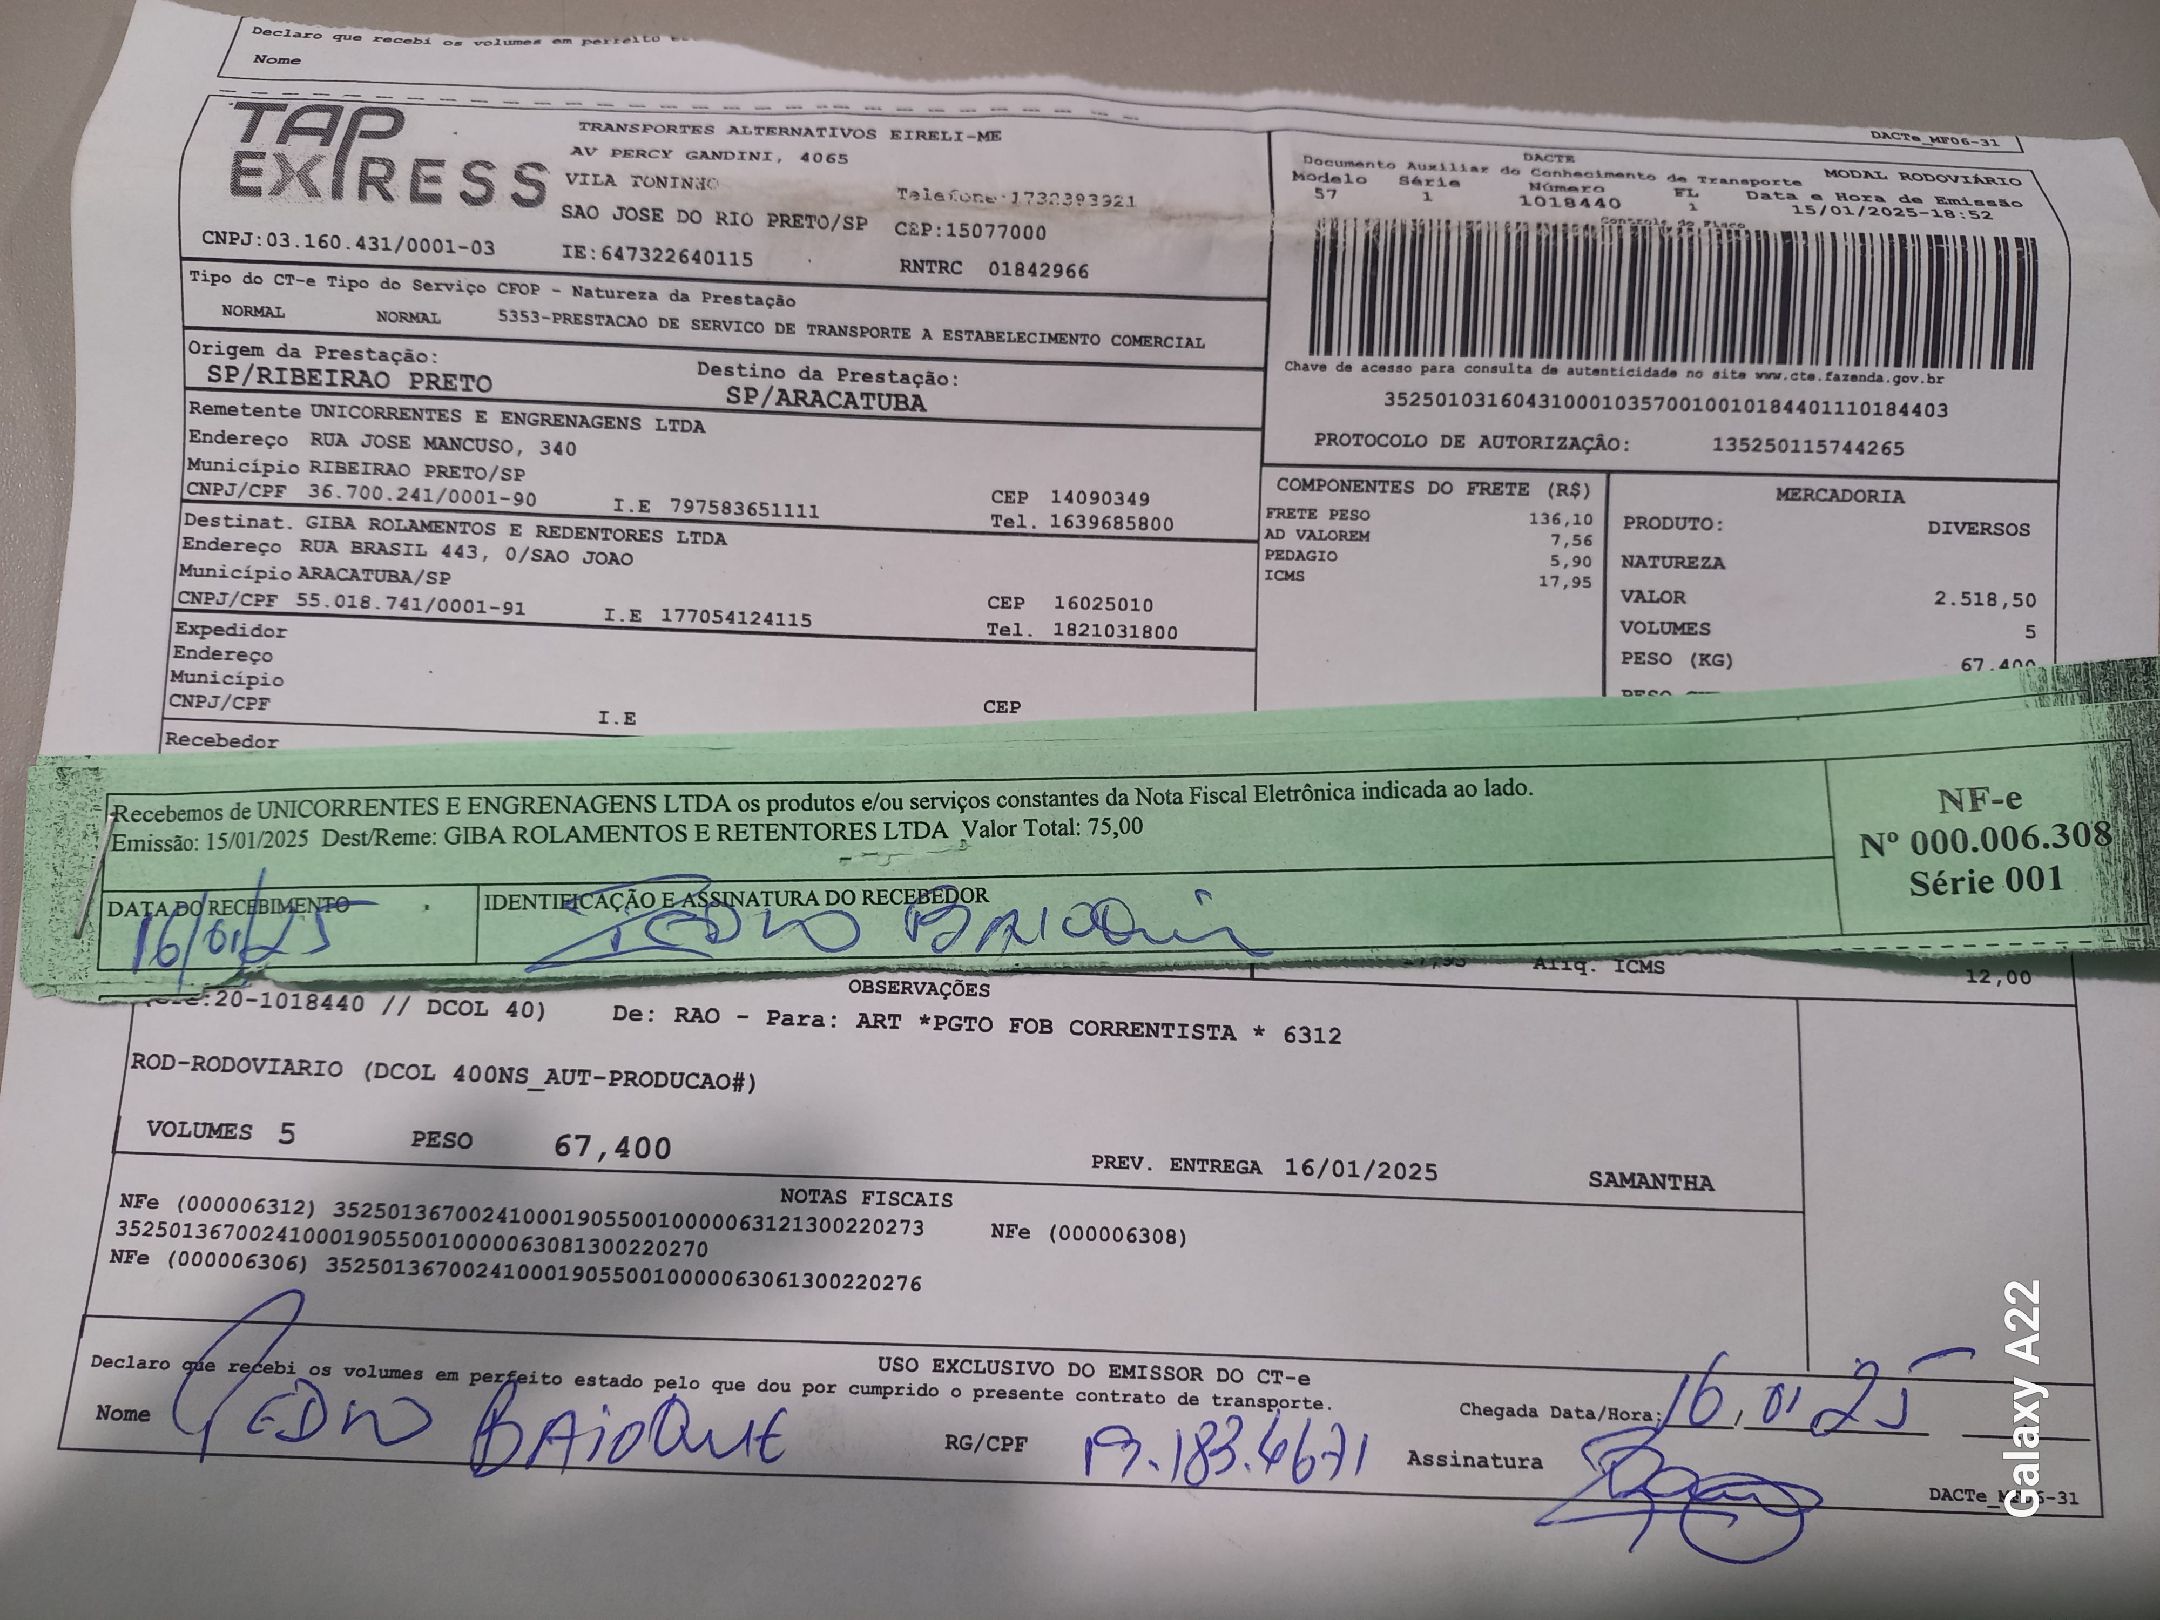 Declaro que recebi os volumes em perfeito
Nome
DACTe_MF06-31
TAP EXPRESS
TRANSPORTES ALTERNATIVOS EIRELI-ME
AV PERCY GANDINI, 4065
VILA TONINHO
Telefone:1732393921
SAO JOSE DO RIO PRETO/SP CEP:15077000
CNPJ:03.160.431/0001-03 IE:647322640115 RNTRC 01842966
DACTE MODAL RODOVIÁRIO
Documento Auxiliar do Conhecimento de Transporte
Modelo Série Número FL Data e Hora de Emissão
57 1 1018440 1 15/01/2025-18:52
Controle do Fisco
Chave de acesso para consulta de autenticidade no site www.cte.fazenda.gov.br
35250103160431000103570010010184401110184403
PROTOCOLO DE AUTORIZAÇÃO: 135250115744265
Tipo do CT-e Tipo do Serviço CFOP - Natureza da Prestação
NORMAL NORMAL 5353-PRESTACAO DE SERVICO DE TRANSPORTE A ESTABELECIMENTO COMERCIAL
Origem da Prestação: Destino da Prestação:
SP/RIBEIRAO PRETO SP/ARACATUBA
Remetente UNICORRENTES E ENGRENAGENS LTDA
Endereço RUA JOSE MANCUSO, 340
Município RIBEIRAO PRETO/SP CEP 14090349
CNPJ/CPF 36.700.241/0001-90 I.E 797583651111 Tel. 1639685800
Destinat. GIBA ROLAMENTOS E REDENTORES LTDA
Endereço RUA BRASIL 443, 0/SAO JOAO
Município ARACATUBA/SP CEP 16025010
CNPJ/CPF 55.018.741/0001-91 I.E 177054124115 Tel. 1821031800
Expedidor
Endereço
Município
CNPJ/CPF I.E CEP
Recebedor
COMPONENTES DO FRETE (R$)
FRETE PESO 136,10
AD VALOREM 7,56
PEDAGIO 5,90
ICMS 17,95
MERCADORIA
PRODUTO: DIVERSOS
NATUREZA
VALOR 2.518,50
VOLUMES 5
PESO (KG) 67,400
Recebemos de UNICORRENTES E ENGRENAGENS LTDA os produtos e/ou serviços constantes da Nota Fiscal Eletrônica indicada ao lado.
Emissão: 15/01/2025 Dest/Reme: GIBA ROLAMENTOS E RETENTORES LTDA Valor Total: 75,00
NF-e
Nº 000.006.308
Série 001
DATA DO RECEBIMENTO IDENTIFICAÇÃO E ASSINATURA DO RECEBEDOR
16/01/25 PEDRO
17,95 Aliq. ICMS 12,00
OBSERVAÇÕES
:20-1018440 // DCOL 40) De: RAO - Para: ART *PGTO FOB CORRENTISTA * 6312
ROD-RODOVIARIO (DCOL 400NS_AUT-PRODUCAO#)
VOLUMES 5 PESO 67,400 PREV. ENTREGA 16/01/2025 SAMANTHA
NOTAS FISCAIS
NFe (000006312) 35250136700241000190550010000063121300220273 NFe (000006308)
35250136700241000190550010000063081300220270
NFe (000006306) 35250136700241000190550010000063061300220276
USO EXCLUSIVO DO EMISSOR DO CT-e
Declaro que recebi os volumes em perfeito estado pelo que dou por cumprido o presente contrato de transporte.
Nome PEDRO BAIOQUE RG/CPF 19.183.4671 Assinatura
Chegada Data/Hora: 16,01,25
DACTe_MF06-31
Galaxy A22